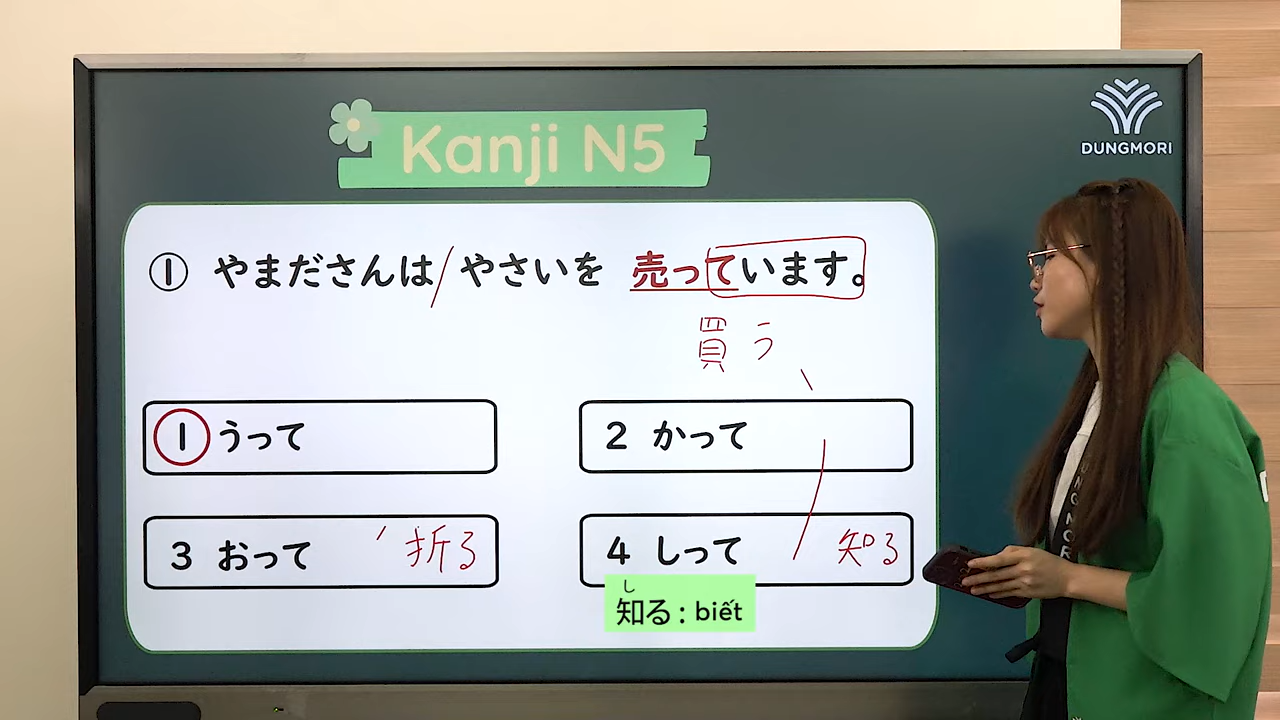 Kanji N5
DUNGMORI
① やまださんは/やさいを 売っています。
買う
1 うって
2 かって
3 おって 折る
4 しって 知る
し
知る : biết
DUNGMOR